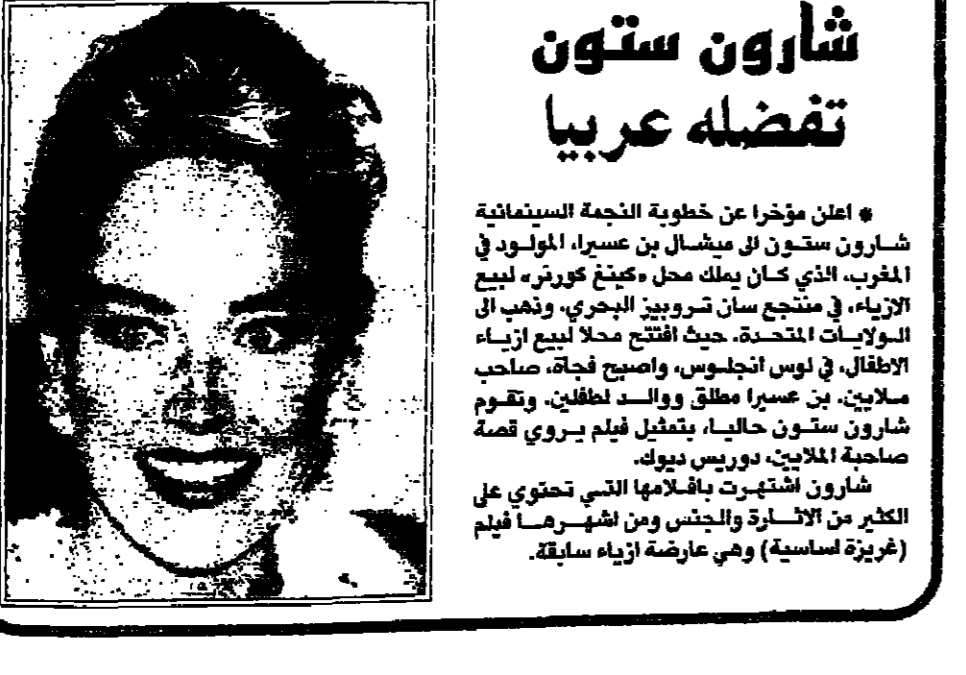 شارون ستون
تفضله عربيا
* اعلن مؤخرا عن خطوبة النجمة السينمائية
شارون ستون الى ميشال بن عسيرا، المولود في
المغرب، الذي كان يملك محل «كينغ كورنر» لبيع
الازياء، في منتجع سان تروبيز البحري، وذهب الى
الولايات المتحدة، حيث افتتح محلا لبيع ازياء
الاطفال، في لوس انجلوس، واصبح فجاة، صاحب
ملايين، بن عسيرا مطلق ووالد لطفلين، وتقوم
شارون ستون حاليا، بتمثيل فيلم يروي قصة
صاحبة الملايين، دوريس ديوك.
شارون اشتهرت بافلامها التي تحتوي على
الكثير من الاثارة والجنس ومن اشهرها فيلم
(غريزة اساسية) وهي عارضة ازياء سابقة.